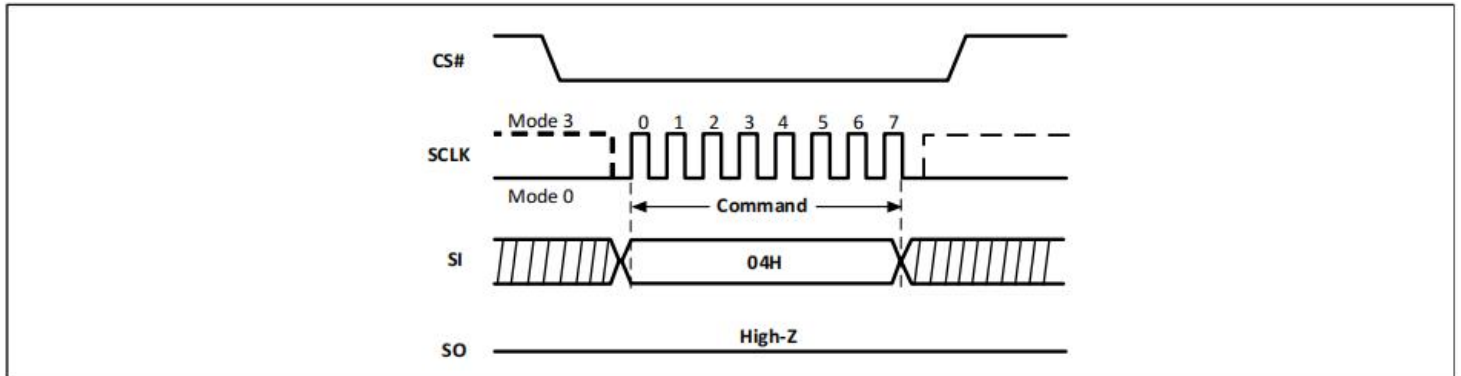 CS#
Mode 3
0 1 2 3 4 5 6 7
SCLK
Mode 0
Command
SI
04H
High-Z
SO